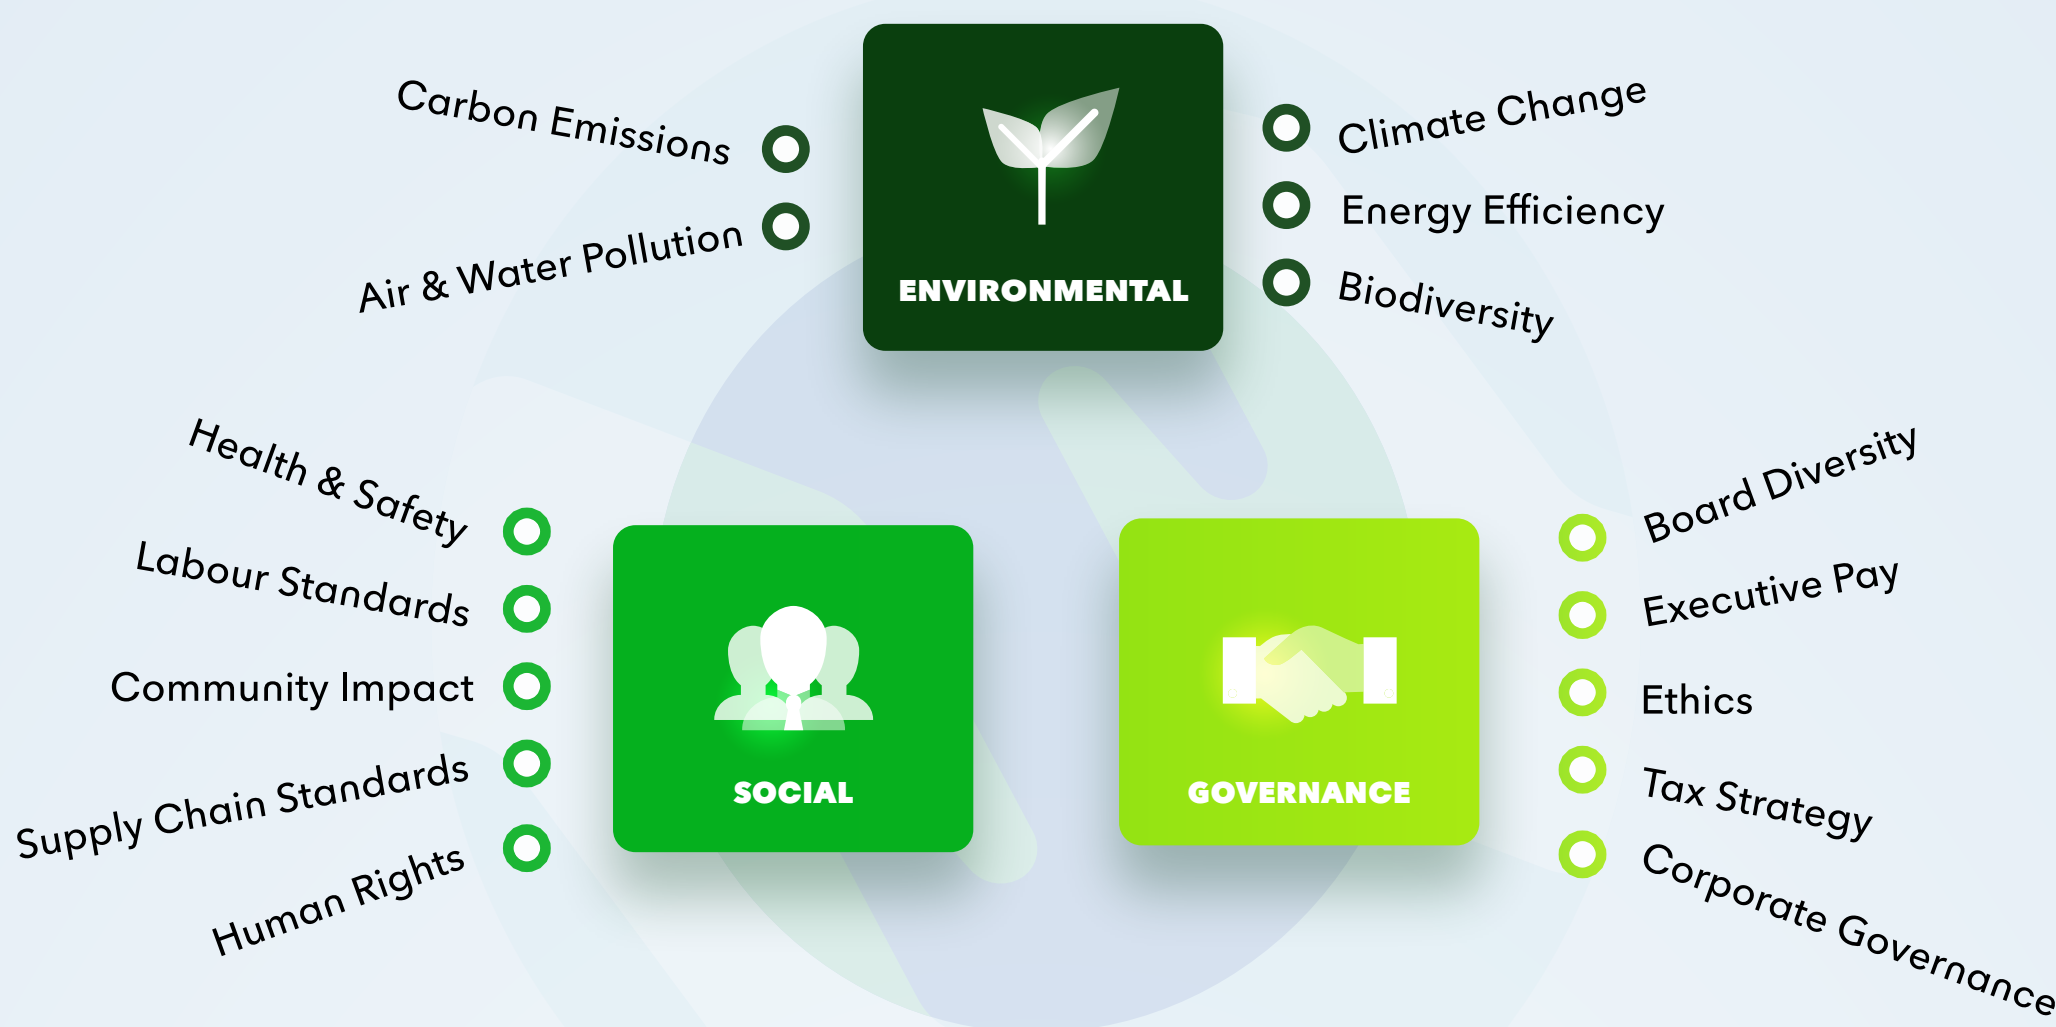 Carbon Emissions
Air & Water Pollution
ENVIRONMENTAL
Climate Change
Energy Efficiency
Biodiversity
Health & Safety
Labour Standards
Community Impact
Supply Chain Standards
Human Rights
SOCIAL
GOVERNANCE
Board Diversity
Executive Pay
Ethics
Tax Strategy
Corporate Governance